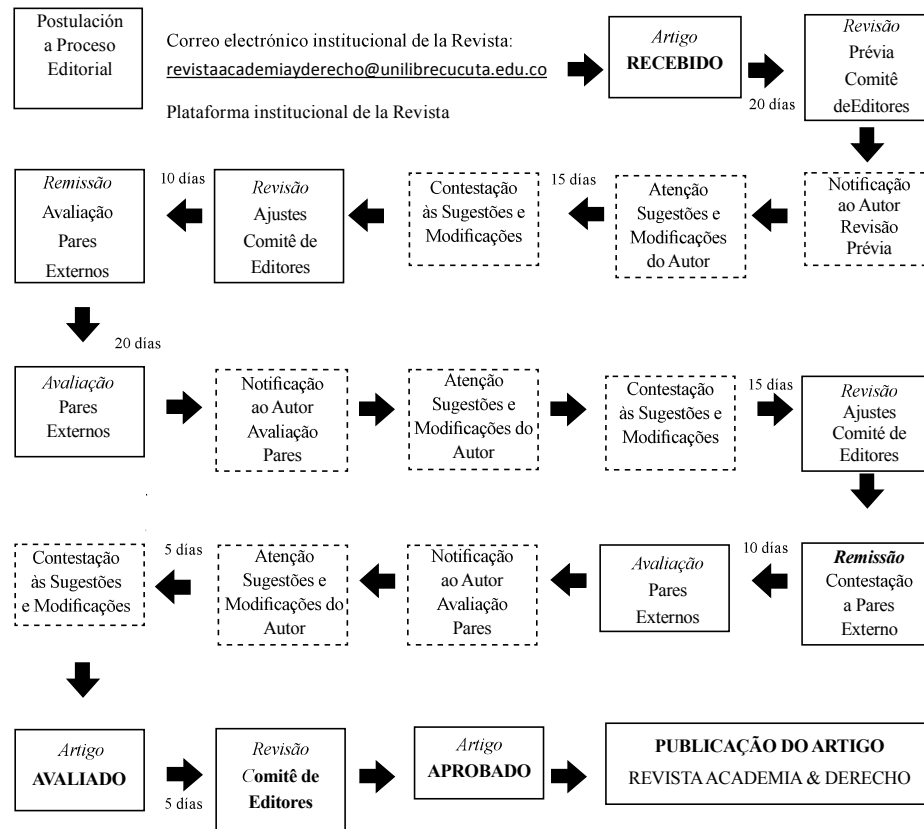 Postulación
a Proceso
Editorial
Correo electrónico institucional de la Revista:
revistaacademiayderecho@unilibrecucuta.edu.co
Plataforma institucional de la Revista
Artigo
RECEBIDO
20 días
Revisão
Prévia
Comitê
deEditores
Notificação
ao Autor
Revisão
Prévia
Atenção
Sugestões e
Modificações
do Autor
15 días
Contestação
às Sugestões e
Modificações
Revisão
Ajustes
Comitê de
Editores
10 días
Remissão
Avaliação
Pares
Externos
20 días
Avaliação
Pares
Externos
Notificação
ao Autor
Avaliação
Pares
Atenção
Sugestões e
Modificações do
Autor
Contestação
às Sugestões e
Modificações
15 días
Revisão
Ajustes
Comité de
Editores
Remissão
Contestação
a Pares
Externo
10 días
Avaliação
Pares
Externos
Notificação
ao Autor
Avaliação
Pares
Atenção
Sugestões e
Modificações do
Autor
5 días
Contestação
às Sugestões
e Modificações
Artigo
AVALIADO
5 días
Revisão
Comitê de
Editores
Artigo
APROBADO
PUBLICAÇÃO DO ARTIGO
REVISTA ACADEMIA & DERECHO